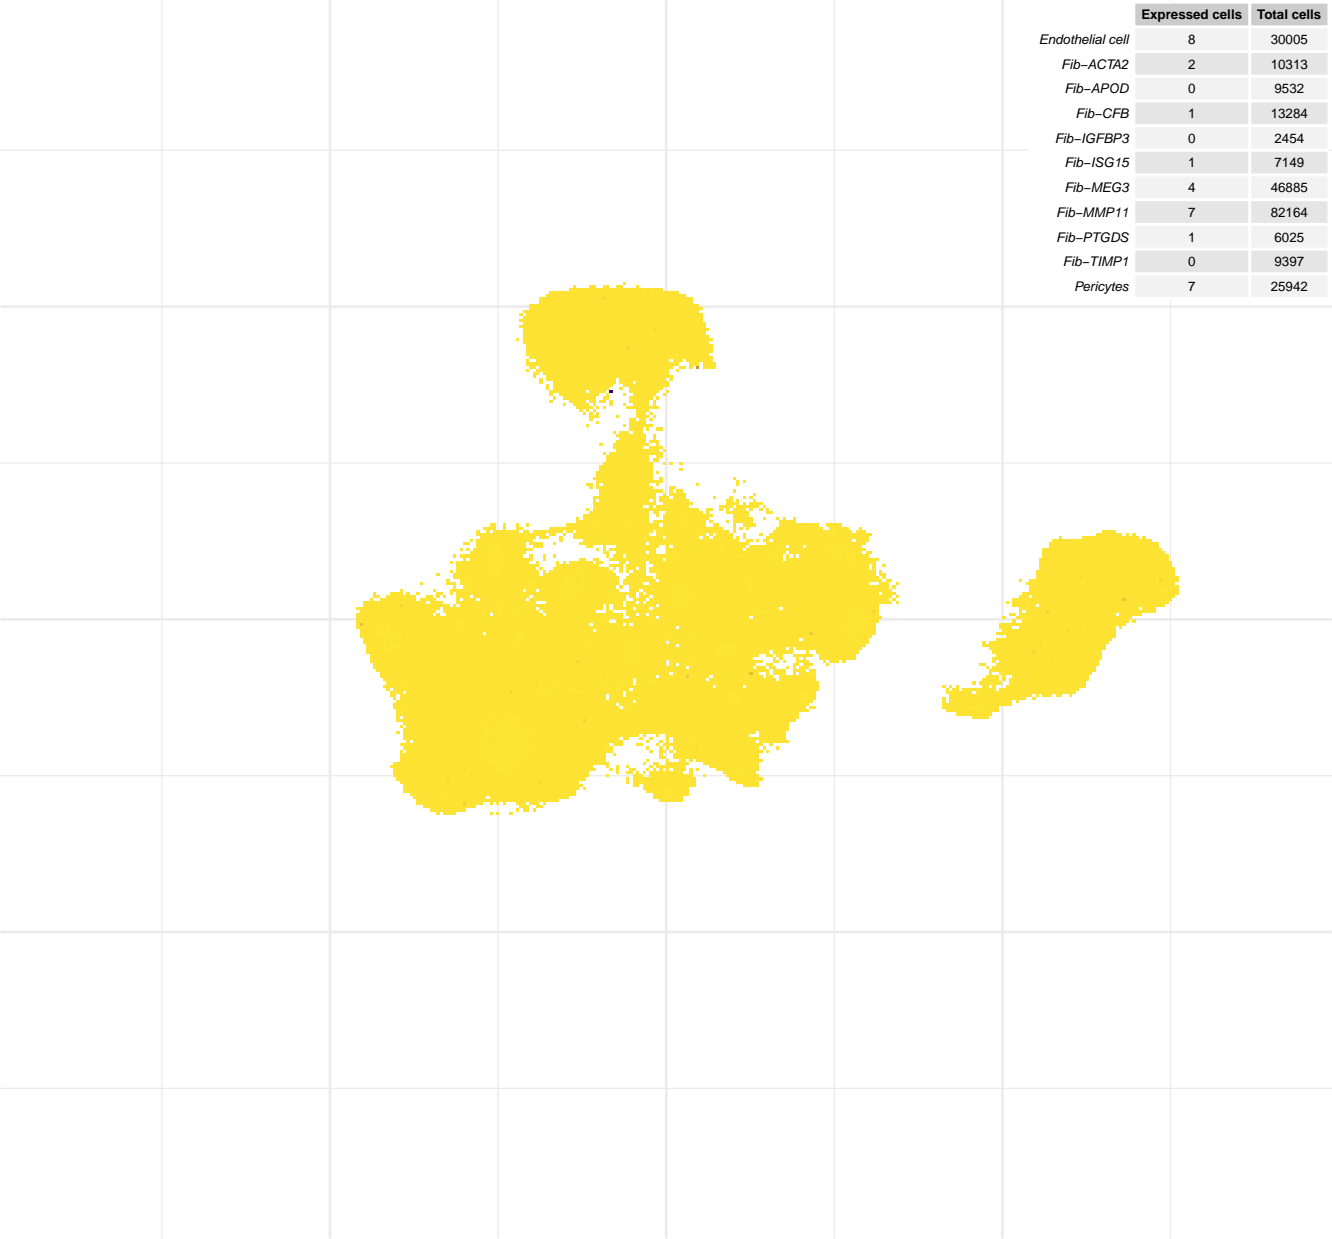 Expressed cells Total cells
Endothelial cell 8 30005
Fib−ACTA2 2 10313
Fib−APOD 0 9532
Fib−CFB 1 13284
Fib−IGFBP3 0 2454
Fib−ISG15 1 7149
Fib−MEG3 4 46885
Fib−MMP11 7 82164
Fib−PTGDS 1 6025
Fib−TIMP1 0 9397
Pericytes 7 25942